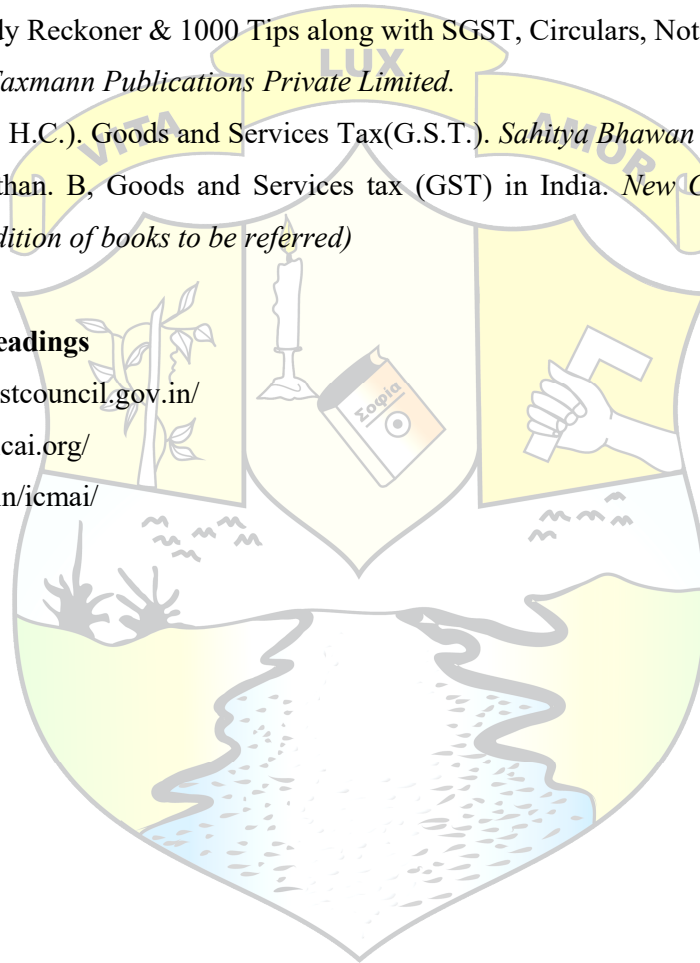 dy Reckoner & 1000 Tips along with SGST, Circulars, Not
Taxmann Publications Private Limited.
H.C.). Goods and Services Tax(G.S.T.). Sahitya Bhawan
than. B, Goods and Services tax (GST) in India. New C
dition of books to be referred)
eadings
stcouncil.gov.in/
cai.org/
in/icmai/
VITA
LUX
AMOR
Σοφία